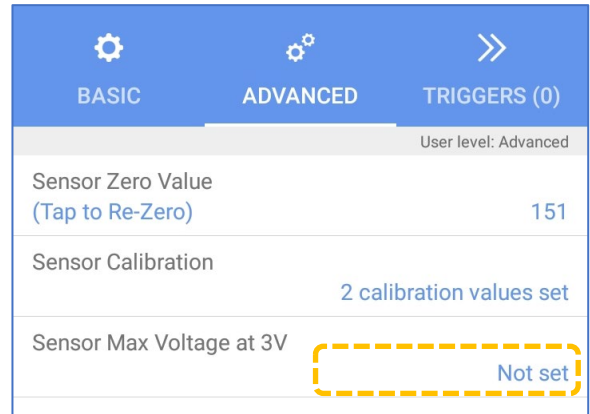 BASIC
ADVANCED
TRIGGERS (0)
User level: Advanced
Sensor Zero Value
(Tap to Re-Zero)
151
Sensor Calibration
2 calibration values set
Sensor Max Voltage at 3V
Not set